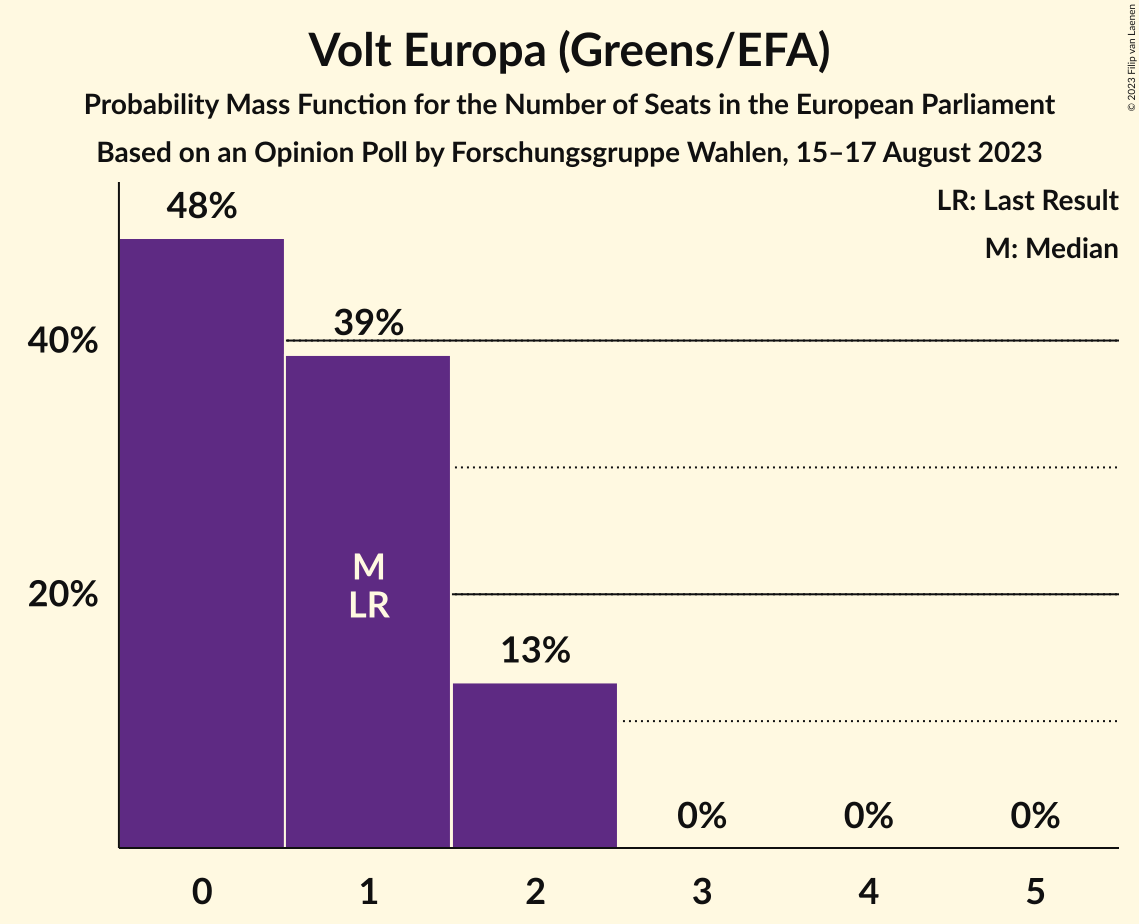 Volt Europa (Greens/EFA)
Probability Mass Function for the Number of Seats in the European Parliament
Based on an Opinion Poll by Forschungsgruppe Wahlen, 15–17 August 2023
© 2023 Filip van Laenen
LR: Last Result
M: Median
48%
39%
40%
M
LR
20%
13%
0% 0% 0%
0 1 2 3 4 5